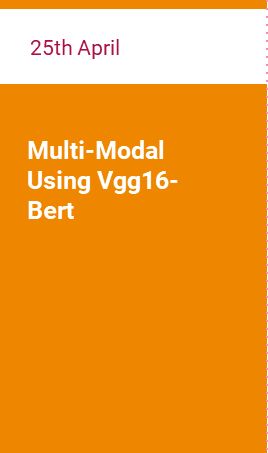 25th April
Multi-Modal
Using Vgg16-
Bert